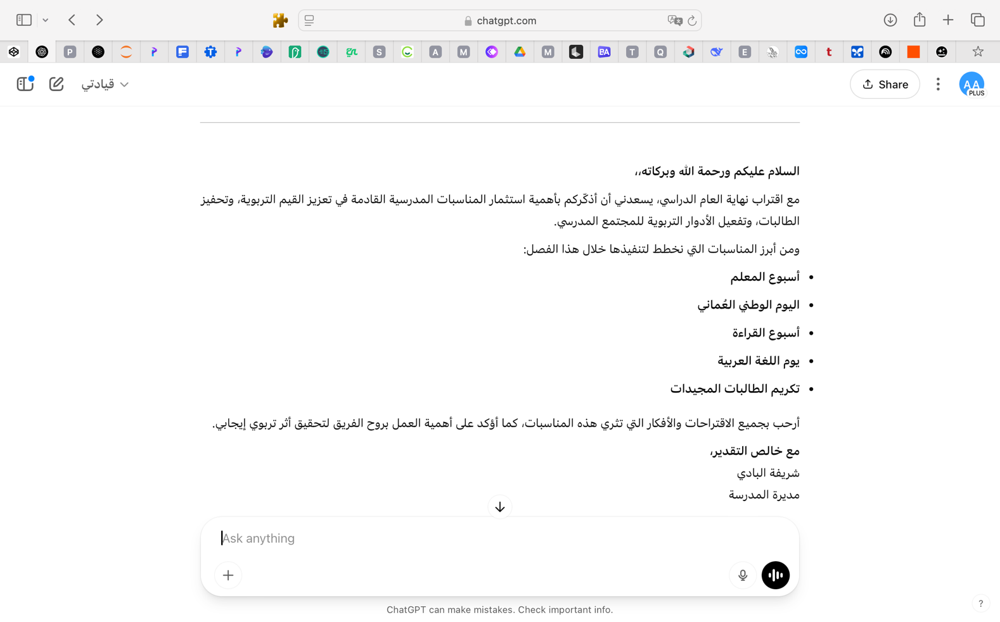 chatgpt.com
قيادتي
Share
AA
PLUS
السلام عليكم ورحمة الله وبركاته،،
مع اقتراب نهاية العام الدراسي، يسعدني أن أذكّركم بأهمية استثمار المناسبات المدرسية القادمة في تعزيز القيم التربوية، وتحفيز
الطالبات، وتفعيل الأدوار التربوية للمجتمع المدرسي.
ومن أبرز المناسبات التي نخطط لتنفيذها خلال هذا الفصل:
• أسبوع المعلم
• اليوم الوطني العُماني
• أسبوع القراءة
• يوم اللغة العربية
• تكريم الطالبات المجيدات
أرحب بجميع الاقتراحات والأفكار التي تثري هذه المناسبات، كما أؤكد على أهمية العمل بروح الفريق لتحقيق أثر تربوي إيجابي.
مع خالص التقدير،
شريفة البادي
مديرة المدرسة
Ask anything
ChatGPT can make mistakes. Check important info.
?